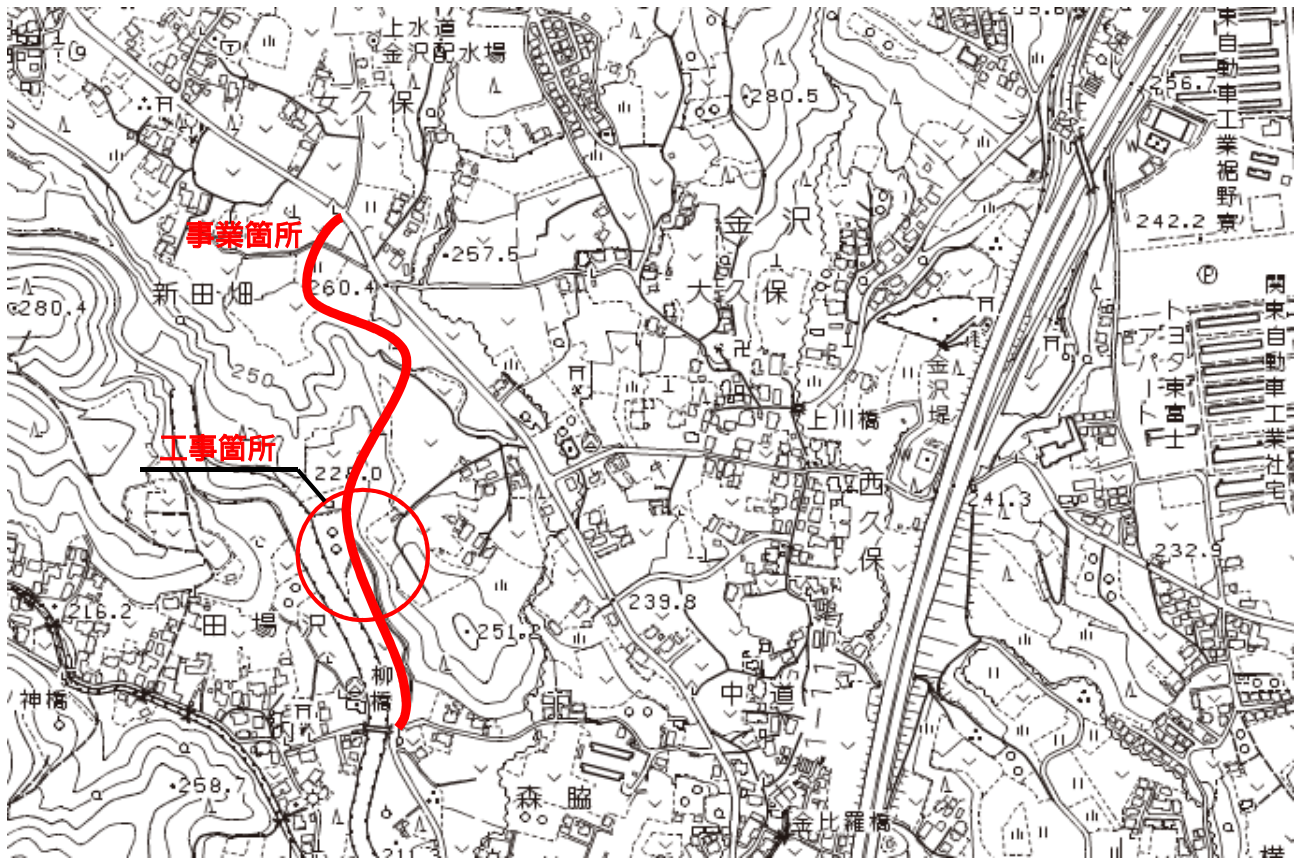 上水道
金沢配水場
女久保
280.5
256.7
関東自動車工業裾野寮
事業箇所
260.4
257.5
金沢
大久保
242.2
新田畑
280.4
250
トヨタ東富士
アパート
関東自動車工業社宅
金沢堤
上川橋
工事箇所
228.0
西久保
241.3
232.9
216.2
田場沢
251.2
239.8
柳橋
中道
神橋
258.7
森脇
金比羅橋
211.3
横